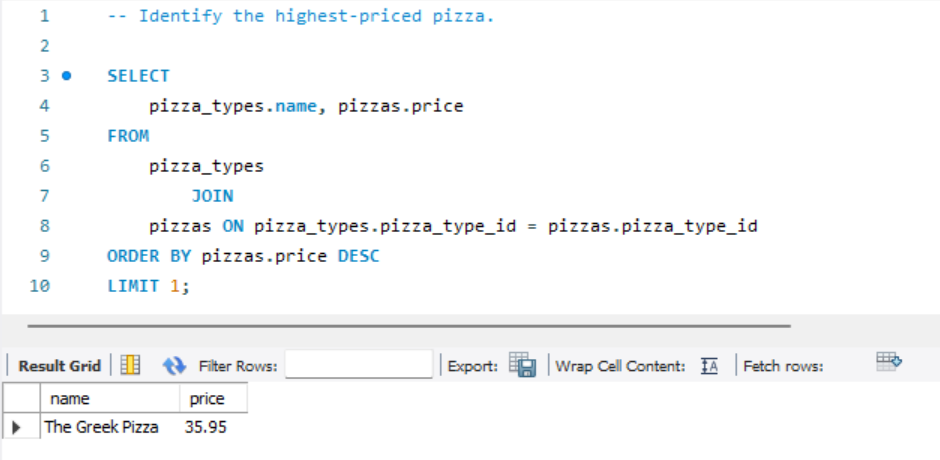 1 -- Identify the highest-priced pizza.
2
3 SELECT
4 pizza_types.name, pizzas.price
5 FROM
6 pizza_types
7 JOIN
8 pizzas ON pizza_types.pizza_type_id = pizzas.pizza_type_id
9 ORDER BY pizzas.price DESC
10 LIMIT 1;
Result Grid Filter Rows: Export: Wrap Cell Content: IA Fetch rows:
name price
The Greek Pizza 35.95